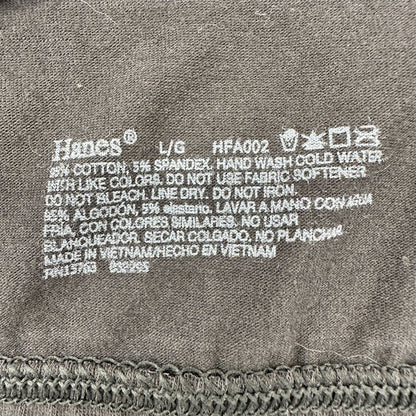 Hanes® L/G HFA002
95% COTTON, 5% SPANDEX. HAND WASH COLD WATER
WITH LIKE COLORS. DO NOT USE FABRIC SOFTENER
DO NOT BLEACH. LINE DRY. DO NOT IRON.
95% ALGODÓN, 5% elastano. LAVAR A MANO CON AGUA
FRIA, CON COLORES SIMILARES. NO USAR
BLANQUEADOR. SECAR COLGADO. NO PLANCHAR
MADE IN VIETNAM/HECHO EN VIETNAM
RN15763